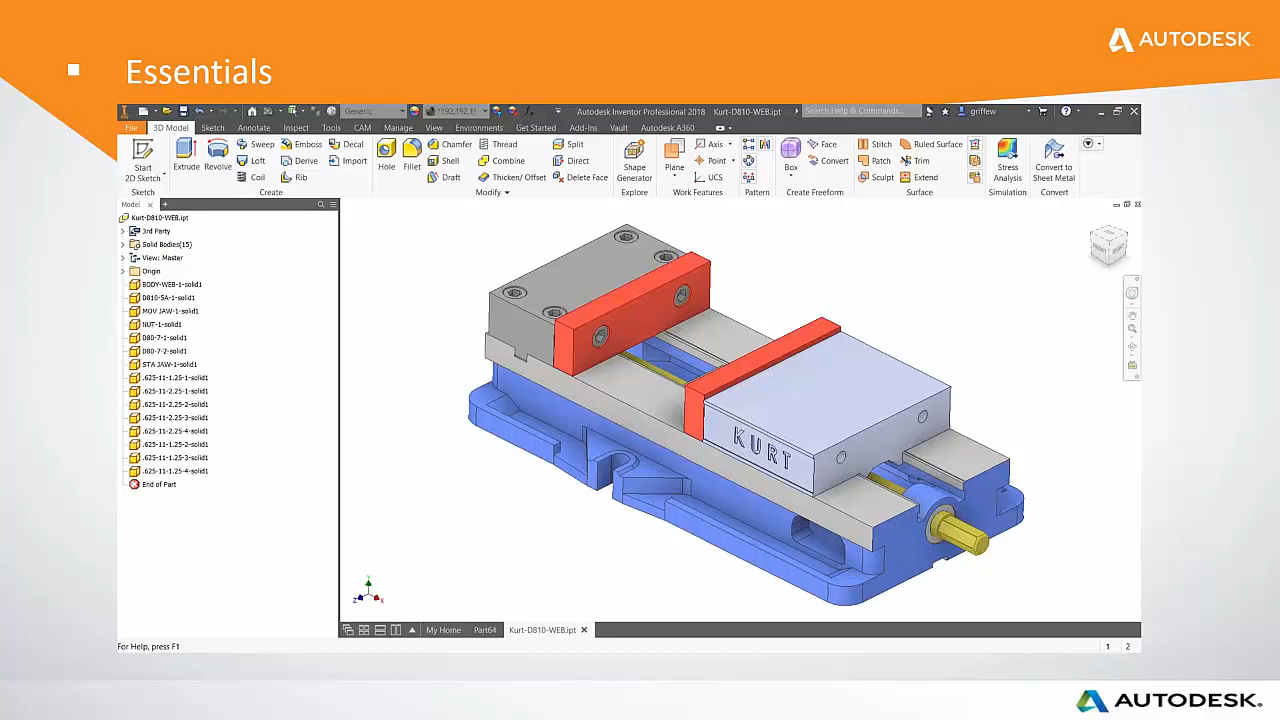 AUTODESK.
Essentials
Generic
Autodesk Inventor Professional 2018 Kurt-D810-WEB.ipt
Search Help & Commands...
griffew
File 3D Model Sketch Annotate Inspect Tools CAM Manage View Environments Get Started Add-Ins Vault Autodesk A360
Start
2D Sketch
Extrude
Revolve
Sweep
Loft
Coil
Emboss
Derive
Rib
Decal
Import
Hole
Fillet
Chamfer
Shell
Draft
Thread
Combine
Thicken/ Offset
Split
Direct
Delete Face
Shape
Generator
Plane
Axis
Point
UCS
Box
Face
Convert
Stitch
Patch
Sculpt
Ruled Surface
Trim
Extend
Stress
Analysis
Convert to
Sheet Metal
Sketch Create Modify Explore Work Features Pattern Create Freeform Surface Simulation Convert
Model
Kurt-D810-WEB.ipt
3rd Party
Solid Bodies(15)
View: Master
Origin
BODY-WEB-1-solid1
D810-5A-1-solid1
MOV JAW-1-solid1
NUT-1-solid1
D80-7-1-solid1
D80-7-2-solid1
STA JAW-1-solid1
.625-11-1.25-1-solid1
.625-11-2.25-1-solid1
.625-11-2.25-2-solid1
.625-11-2.25-3-solid1
.625-11-2.25-4-solid1
.625-11-1.25-2-solid1
.625-11-1.25-3-solid1
.625-11-1.25-4-solid1
End of Part
FRONT
KURT
Y
Z
X
My Home Part64 Kurt-D810-WEB.ipt
For Help, press F1
1 2
AUTODESK.